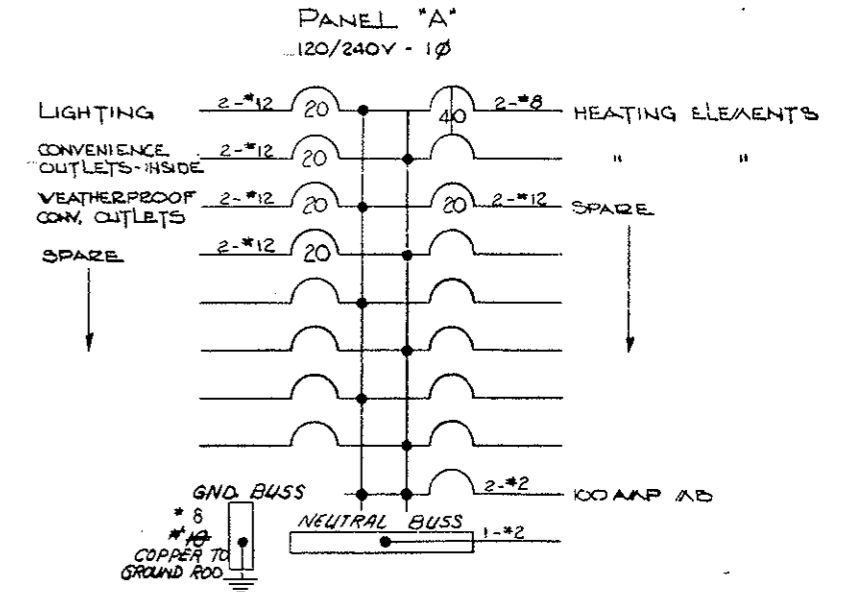 PANEL "A"
120/240V - 1Ø
LIGHTING 2-#12 20 40 2-#8 HEATING ELEMENTS
CONVENIENCE
OUTLETS-INSIDE 2-#12 20 " "
WEATHERPROOF
CONV. OUTLETS 2-#12 20 20 2-#12 SPARE
SPARE 2-#12 20
2-#2 100 AMP MB
GND. BUSS
NEUTRAL BUSS 1-#2
# 8
# 10
COPPER TO
GROUND ROD